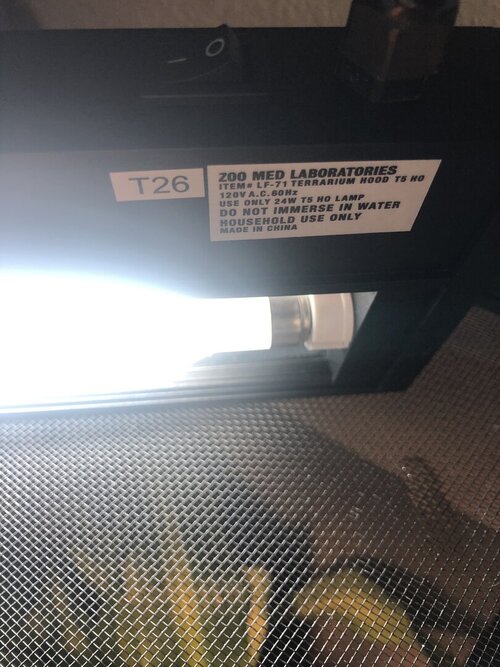 O
T26
ZOO MED LABORATORIES
ITEM# LF-71 TERRARIUM HOOD T5 HO
120V A.C. 60Hz
USE ONLY 24W T5 HO LAMP
DO NOT IMMERSE IN WATER
HOUSEHOLD USE ONLY
MADE IN CHINA